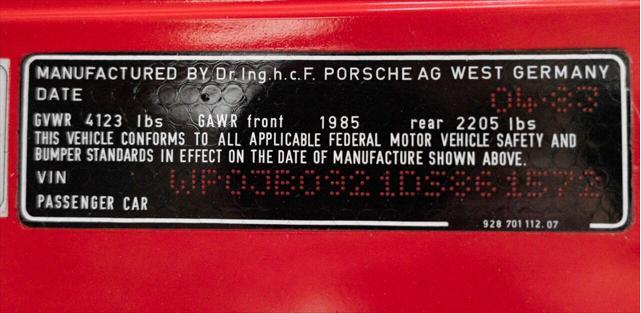 MANUFACTURED BY Dr.Ing.h.c.F. PORSCHE AG WEST GERMANY
DATE 04-83
GVWR 4123 lbs GAWR front 1985 rear 2205 lbs
THIS VEHICLE CONFORMS TO ALL APPLICABLE FEDERAL MOTOR VEHICLE SAFETY AND
BUMPER STANDARDS IN EFFECT ON THE DATE OF MANUFACTURE SHOWN ABOVE.
VIN WP0JB0921DS861572
PASSENGER CAR
928 701 112.07